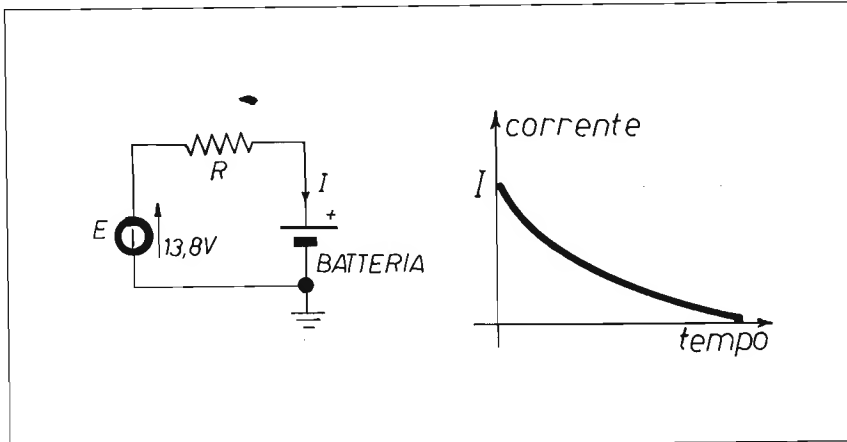 R
I
+
E
13,8V
BATTERIA
corrente
I
tempo